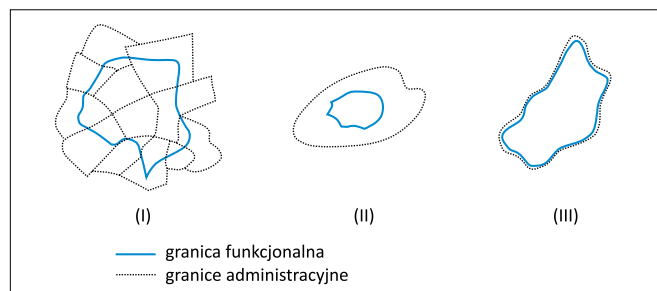 (I) (II) (III)
granica funkcjonalna
granice administracyjne